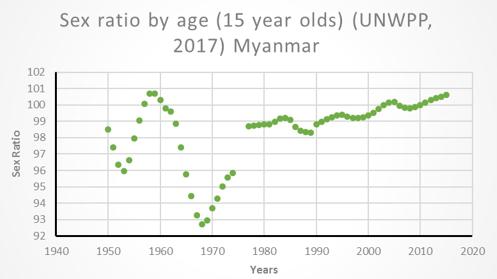 Sex ratio by age (15 year olds) (UNWPP,
2017) Myanmar
102
101
100
99
98
97
96
95
94
93
92
Sex Ratio
1940 1950 1960 1970 1980 1990 2000 2010 2020
Years